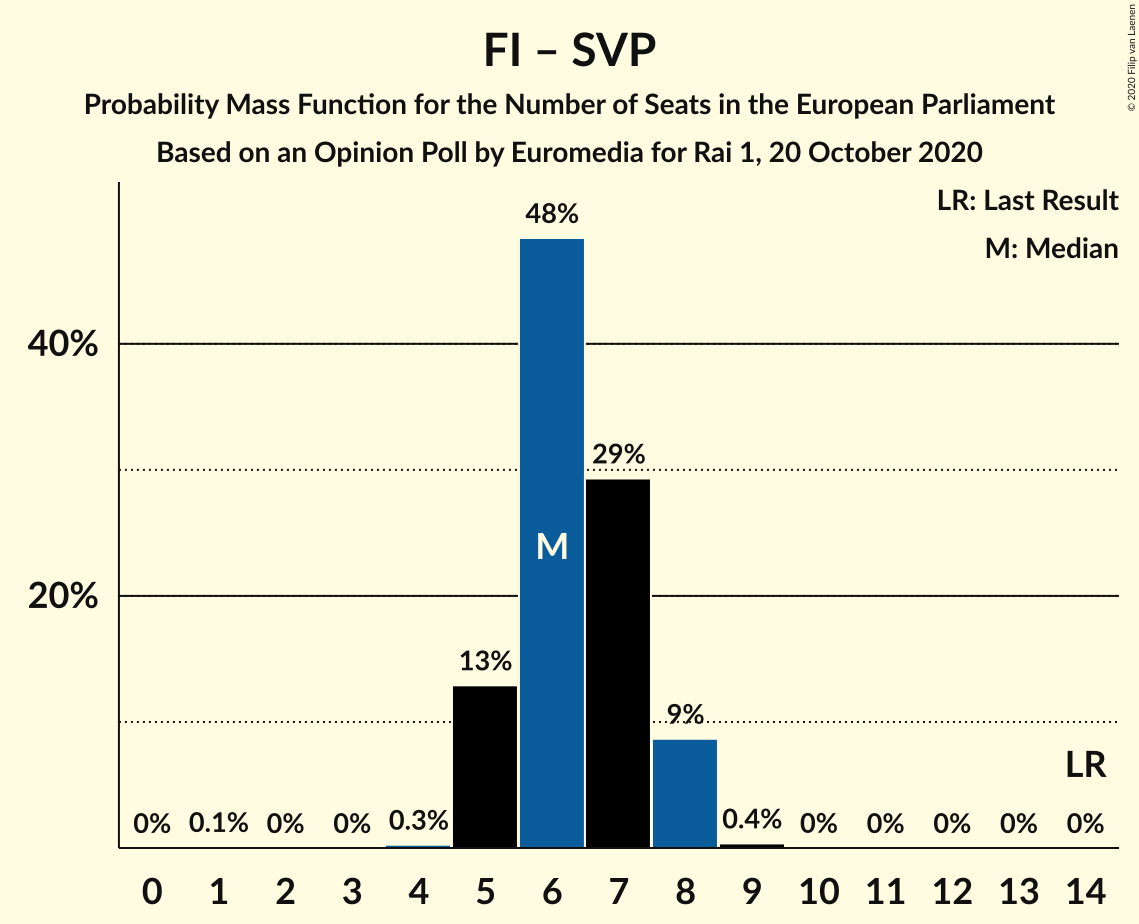 FI – SVP
Probability Mass Function for the Number of Seats in the European Parliament
Based on an Opinion Poll by Euromedia for Rai 1, 20 October 2020
© 2020 Filip van Laenen
LR: Last Result
M: Median
40%
20%
0%
0.1%
0%
0%
0.3%
13%
48%
M
29%
9%
0.4%
0%
0%
0%
0%
0%
LR
0 1 2 3 4 5 6 7 8 9 10 11 12 13 14